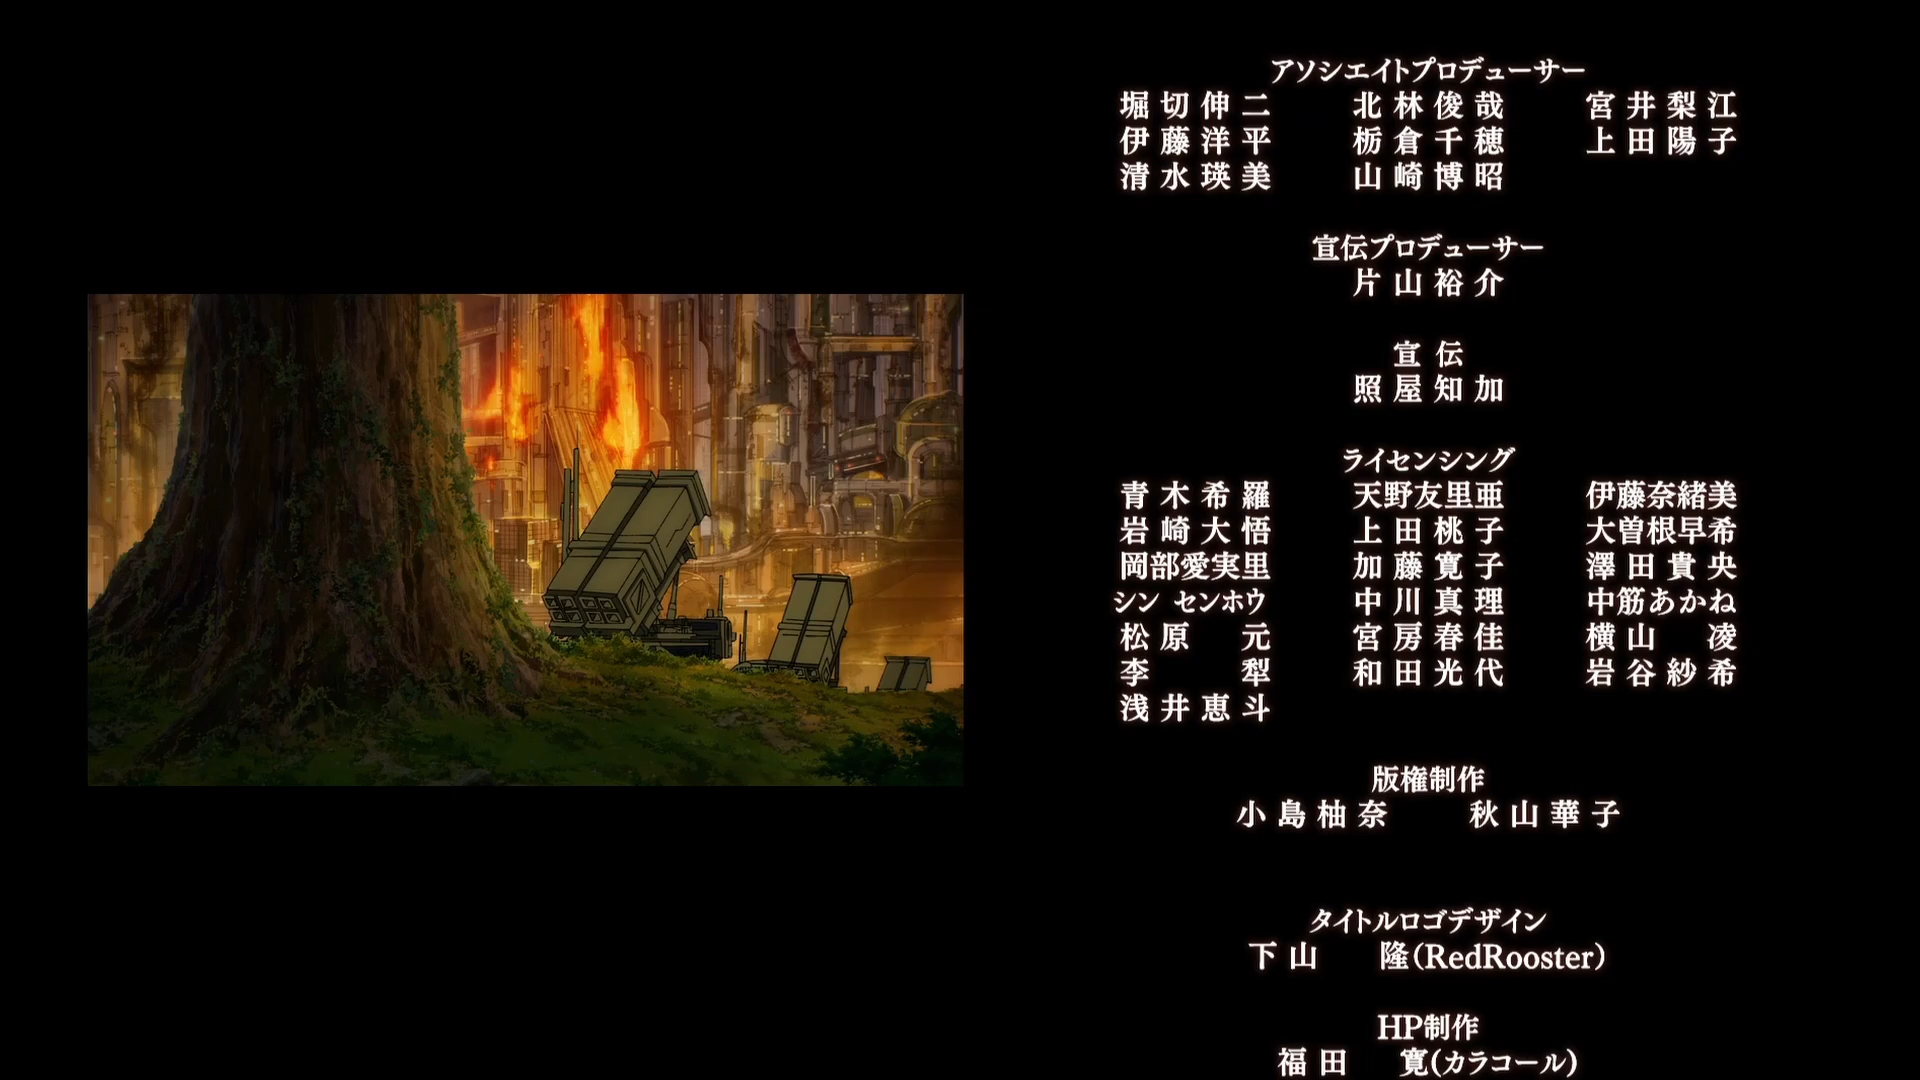 アソシエイトプロデューサー
堀切伸二 北林俊哉 宮井梨江
伊藤洋平 栃倉千穂 上田陽子
清水瑛美 山崎博昭
宣伝プロデューサー
片山裕介
宣伝
照屋知加
ライセンシング
青木希羅 天野友里亜 伊藤奈緒美
岩崎大悟 上田桃子 大曽根早希
岡部愛実里 加藤寛子 澤田貴央
シン センホウ 中川真理 中筋あかね
松原 元 宮房春佳 横山 凌
李 犁 和田光代 岩谷紗希
浅井恵斗
版権制作
小島柚奈 秋山華子
タイトルロゴデザイン
下山 隆(RedRooster)
HP制作
福田 寛(カラコール)